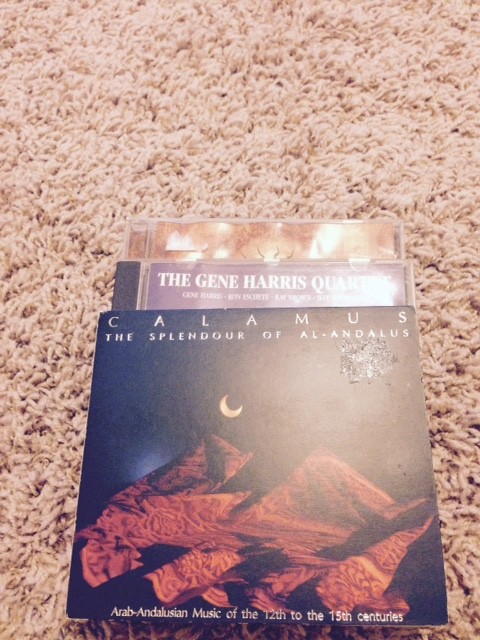 THE GENE HARRIS QUARTET
GENE HARRIS • RON ESCHETE • RAY BROWN •
CALAMUS
THE SPLENDOUR OF AL-ANDALUS
Arab-Andalusian Music of the 12th to the 15th centuries